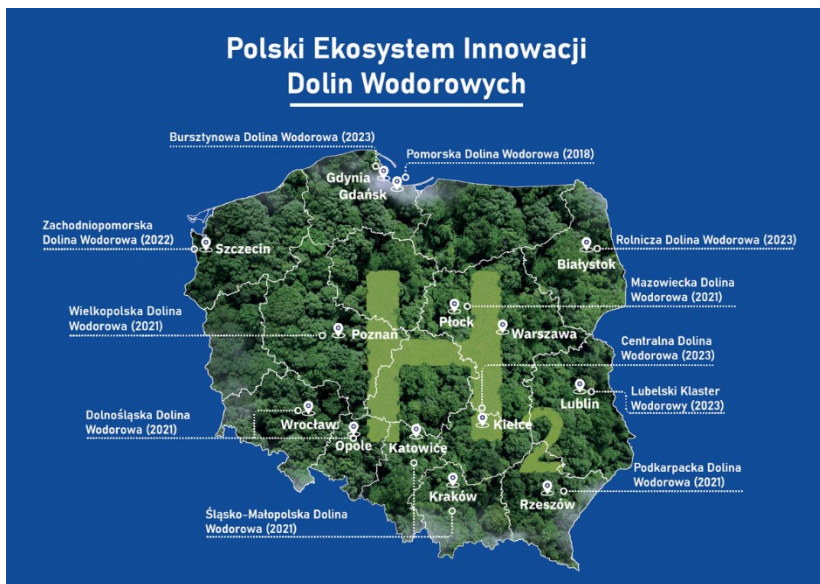 Polski Ekosystem Innowacji
Dolin Wodorowych
Bursztynowa Dolina Wodorowa (2023)
Pomorska Dolina Wodorowa (2018)
Gdynia
Gdańsk
Zachodniopomorska
Dolina Wodorowa (2022)
Szczecin
Rolnicza Dolina Wodorowa (2023)
Białystok
Mazowiecka Dolina
Wodorowa (2021)
Wielkopolska Dolina
Wodorowa (2021)
Poznań
Płock
Warszawa
Centralna Dolina
Wodorowa (2023)
H2
Lubelski Klaster
Wodorowy (2023)
Lublin
Dolnośląska Dolina
Wodorowa (2021)
Wrocław
Opole
Katowice
Kielce
Podkarpacka Dolina
Wodorowa (2021)
Kraków
Rzeszów
Śląsko-Małopolska Dolina
Wodorowa (2021)